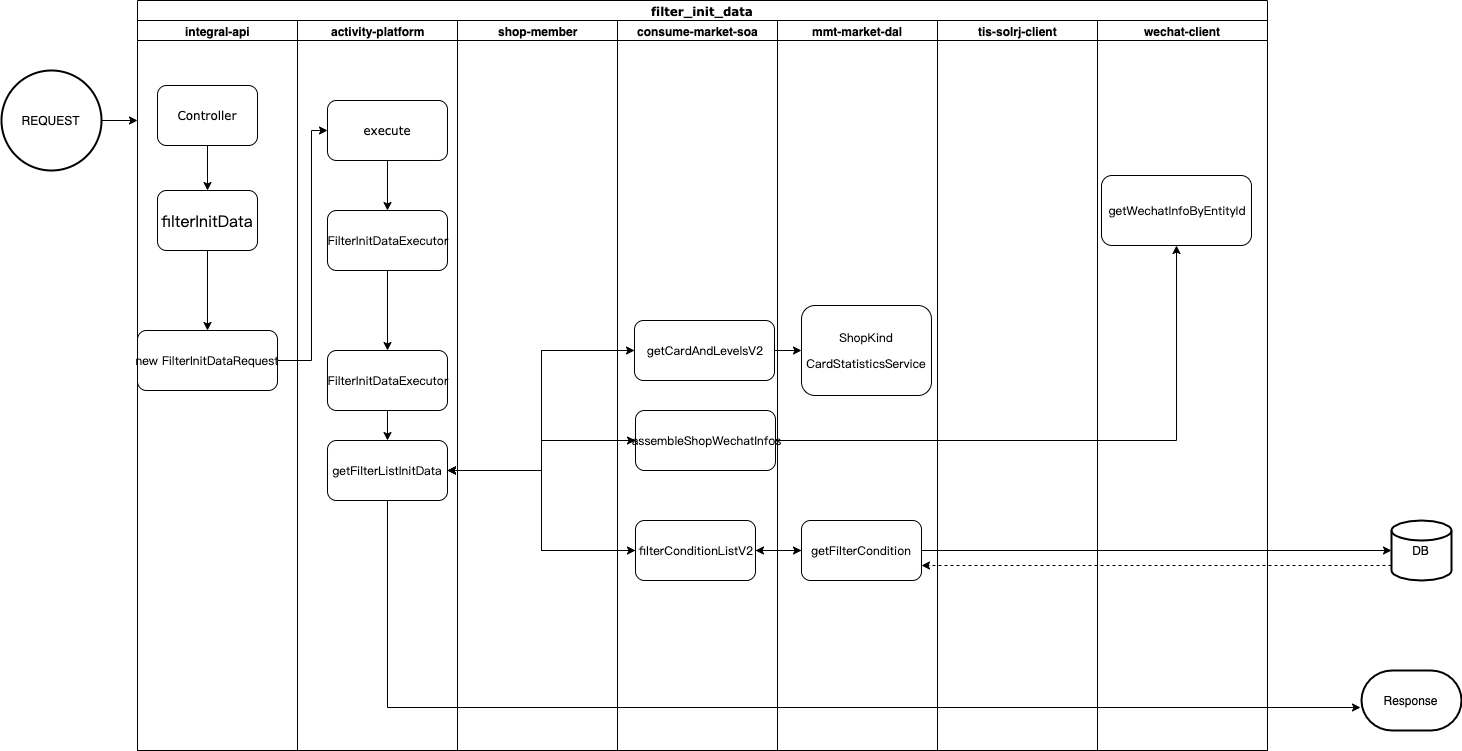 filter_init_data
integral-api
activity-platform
shop-member
consume-market-soa
mmt-market-dal
tis-solrj-client
wechat-client
REQUEST
Controller
execute
filterInitData
getWechatInfoByEntityId
FilterInitDataExecutor
new FilterInitDataRequest
FilterInitDataExecutor
getCardAndLevelsV2
ShopKind
CardStatisticsService
assembleShopWechatInfos
getFilterListInitData
filterConditionListV2
getFilterCondition
DB
Response